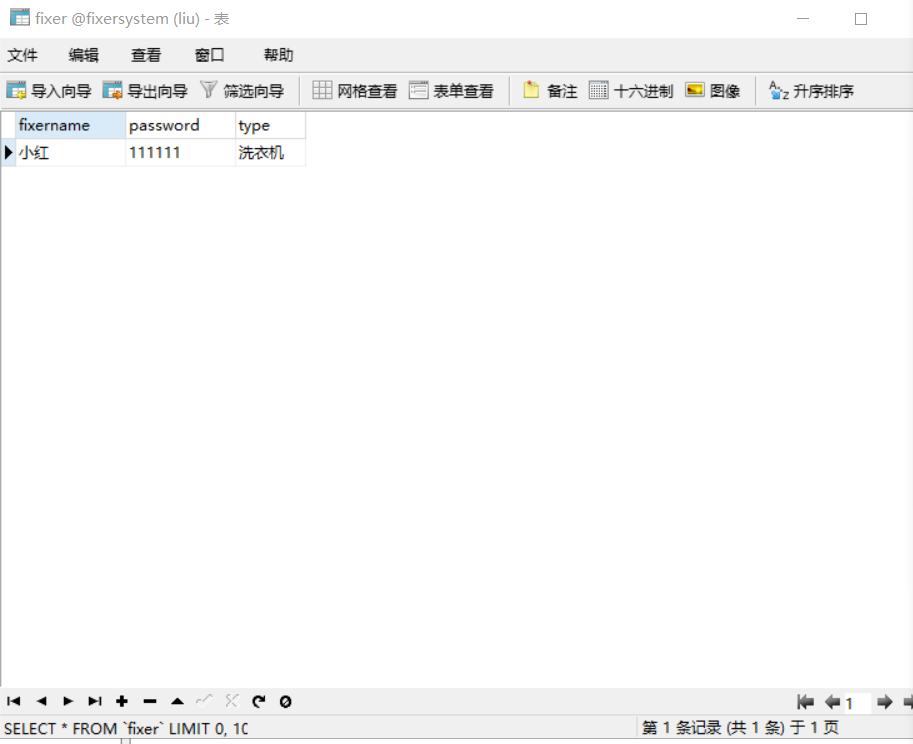 fixer @fixersystem (liu) - 表
文件 编辑 查看 窗口 帮助
导入向导 导出向导 筛选向导 网格查看 表单查看 备注 十六进制 图像 升序排序
fixername password type
小红 111111 洗衣机
1
SELECT * FROM `fixer` LIMIT 0, 10 第 1 条记录 (共 1 条) 于 1 页